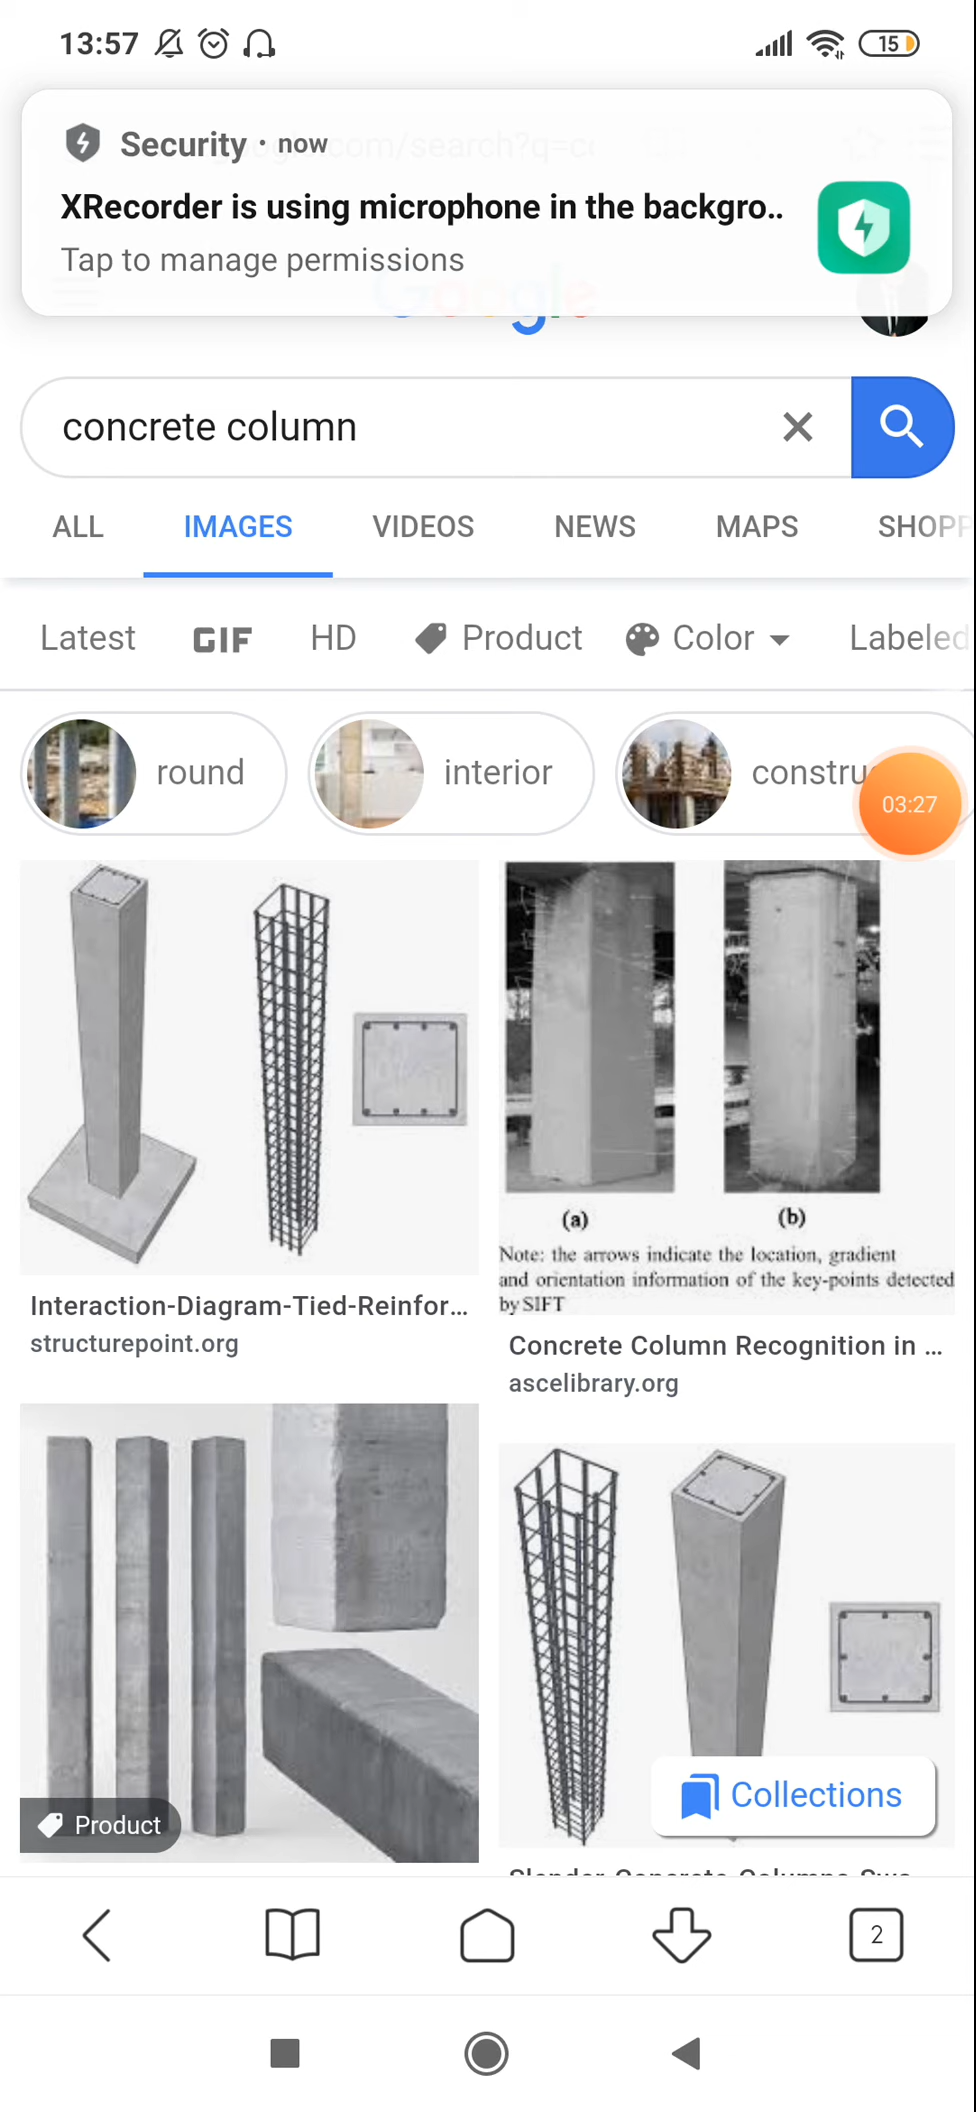 13:57
15
Security • now
XRecorder is using microphone in the backgro..
Tap to manage permissions
Google
concrete column
ALL IMAGES VIDEOS NEWS MAPS SHOPP
Latest GIF HD Product Color Labeled
round interior constru
03:27
(a) (b)
Note: the arrows indicate the location, gradient
and orientation information of the key-points detected
by SIFT
Interaction-Diagram-Tied-Reinfor...
structurepoint.org
Concrete Column Recognition in ...
ascelibrary.org
Product
Collections
2